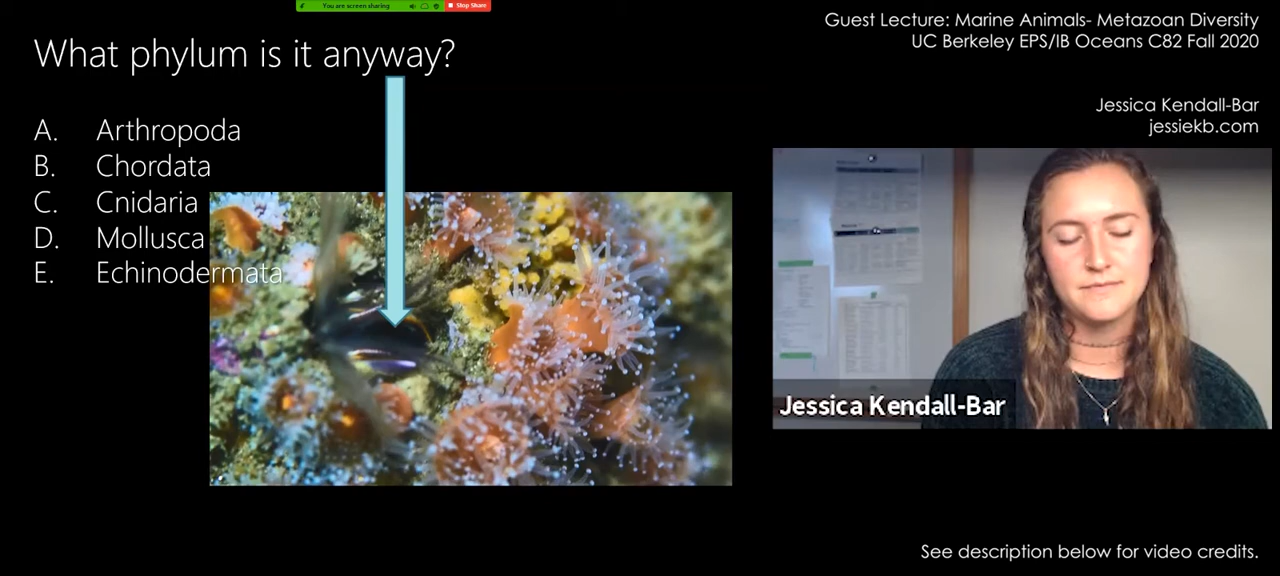 You are screen sharing
Stop Share
What phylum is it anyway?
A. Arthropoda
B. Chordata
C. Cnidaria
D. Mollusca
E. Echinodermata
Guest Lecture: Marine Animals- Metazoan Diversity
UC Berkeley EPS/IB Oceans C82 Fall 2020
Jessica Kendall-Bar
jessiekb.com
Jessica Kendall-Bar
See description below for video credits.